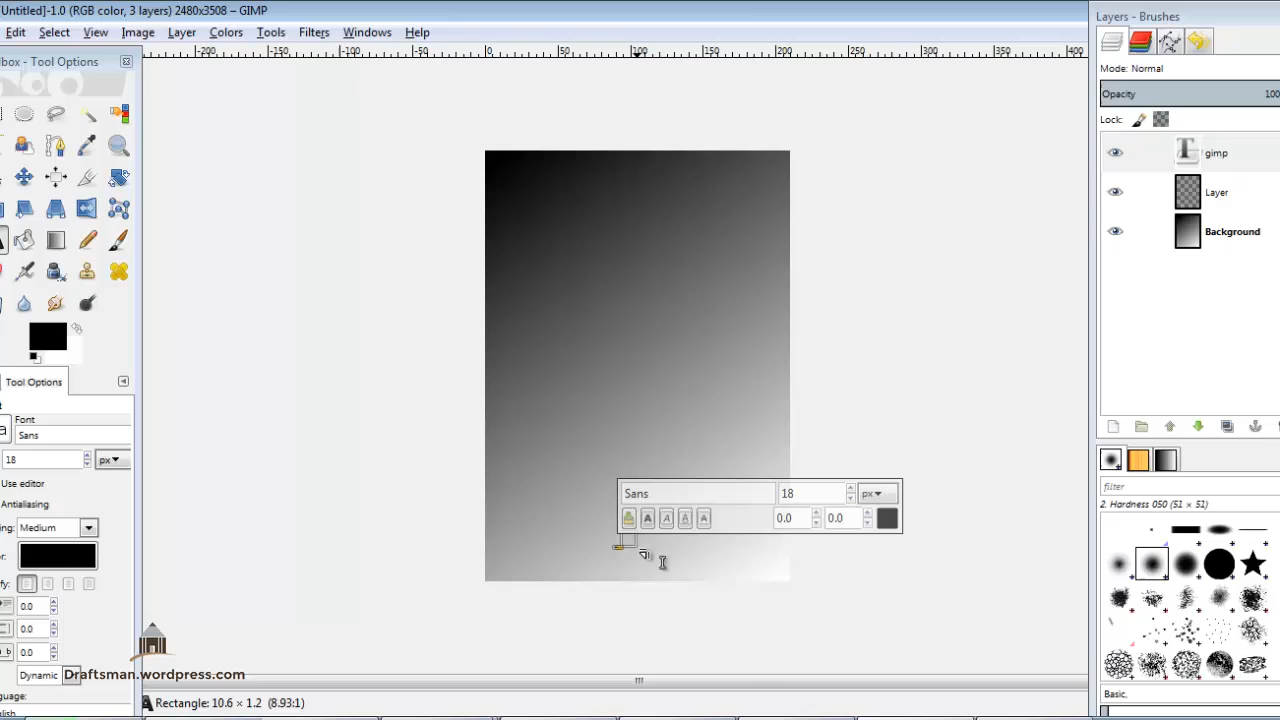 [Untitled]-1.0 (RGB color, 3 layers) 2480x3508 – GIMP
Edit Select View Image Layer Colors Tools Filters Windows Help
-200 -150 -100 0 50 100 150 200 250 300 350 400
- Tool Options
Tool Options
Font
Sans
18 px
Use editor
Antialiasing
Medium
0.0
0.0
0.0
Dynamic
Draftsman.wordpress.com
Rectangle: 10.6 × 1.2 (8.93:1)
Sans 18 px
0.0 0.0
Layers - Brushes
Mode: Normal
Opacity 100
Lock:
gimp
Layer
Background
filter
2. Hardness 050 (51 × 51)
Basic,